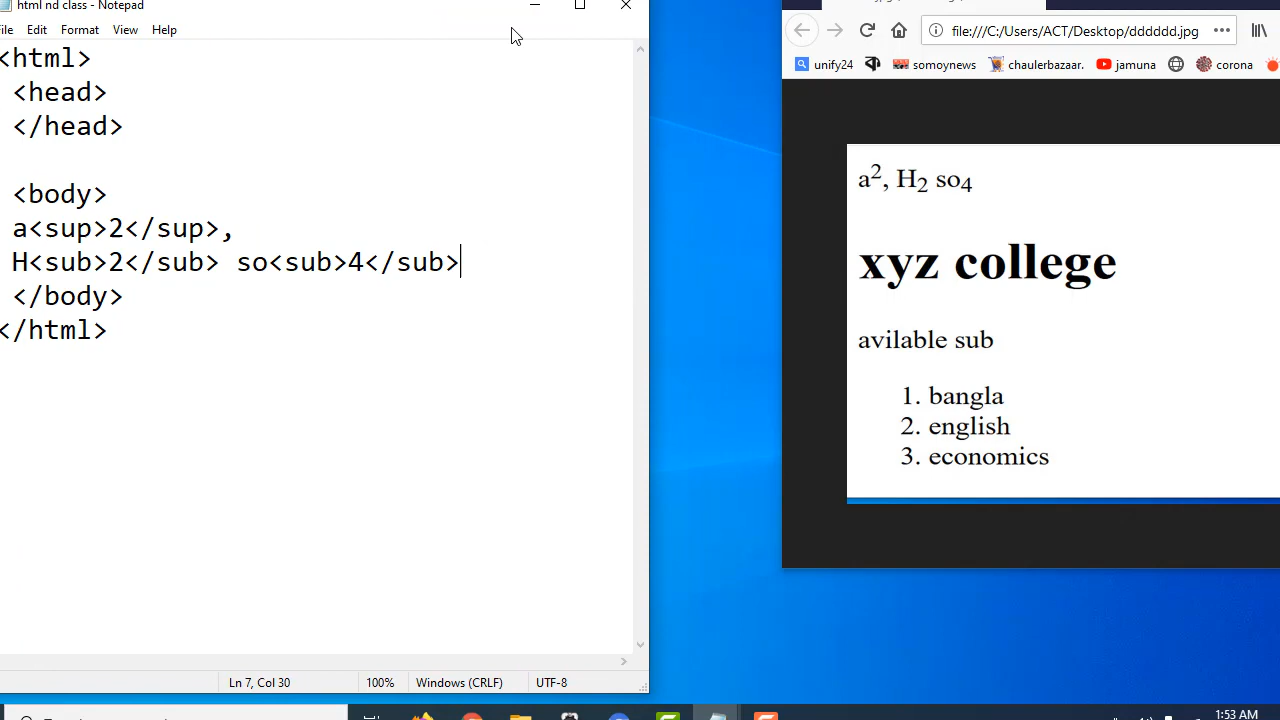 html nd class - Notepad
File Edit Format View Help
<html>
<head>
</head>
<body>
a<sup>2</sup>,
H<sub>2</sub> so<sub>4</sub>
</body>
</html>
Ln 7, Col 30 100% Windows (CRLF) UTF-8
file:///C:/Users/ACT/Desktop/dddddd.jpg
unify24 somoynews chaulerbazaar. jamuna corona
a2, H2 so4
xyz college
avilable sub
1. bangla
2. english
3. economics
1:53 AM